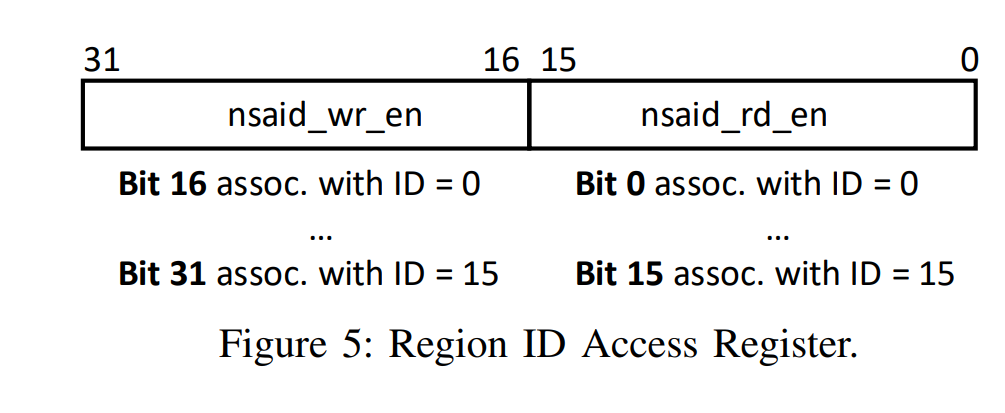 31 16 15 0
nsaid_wr_en nsaid_rd_en
Bit 16 assoc. with ID = 0 Bit 0 assoc. with ID = 0
... ...
Bit 31 assoc. with ID = 15 Bit 15 assoc. with ID = 15
Figure 5: Region ID Access Register.